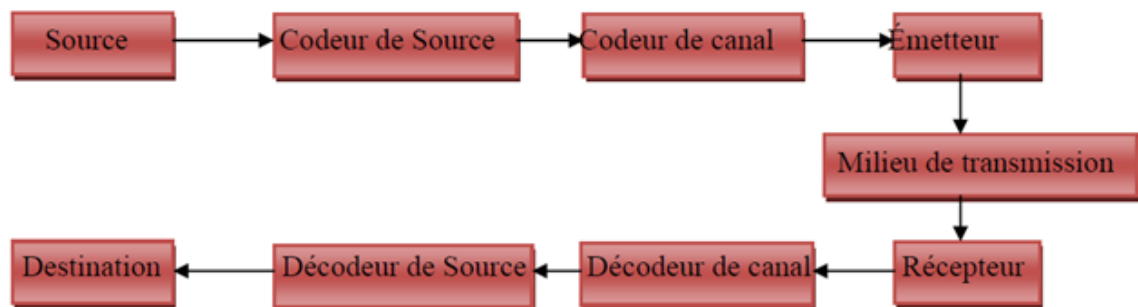 Source
Codeur de Source
Codeur de canal
Émetteur
Milieu de transmission
Récepteur
Décodeur de canal
Décodeur de Source
Destination